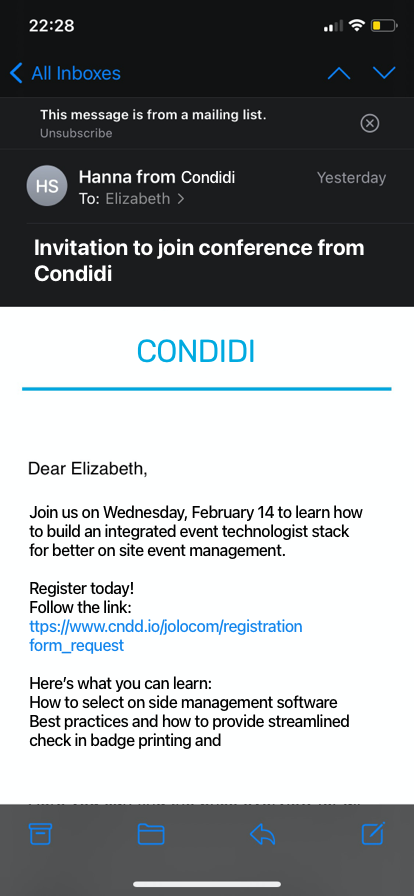 22:28
All Inboxes
This message is from a mailing list.
Unsubscribe
HS
Hanna from Condidi
Yesterday
To: Elizabeth
Invitation to join conference from
Condidi
CONDIDI
Dear Elizabeth,
Join us on Wednesday, February 14 to learn how
to build an integrated event technologist stack
for better on site event management.
Register today!
Follow the link:
ttps://www.cndd.io/jolocom/registration
form_request
Here's what you can learn:
How to select on side management software
Best practices and how to provide streamlined
check in badge printing and